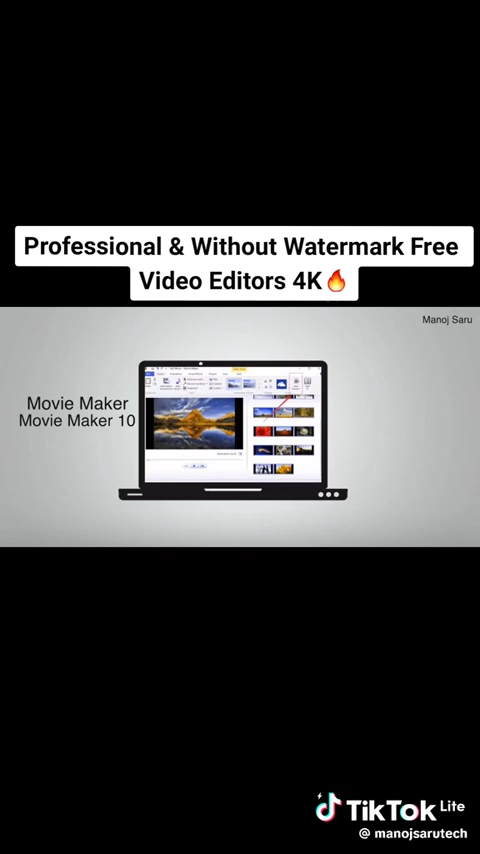 Professional & Without Watermark Free
Video Editors 4K🔥
Manoj Saru
Movie Maker
Movie Maker 10
TikTok Lite
@ manojsarutech